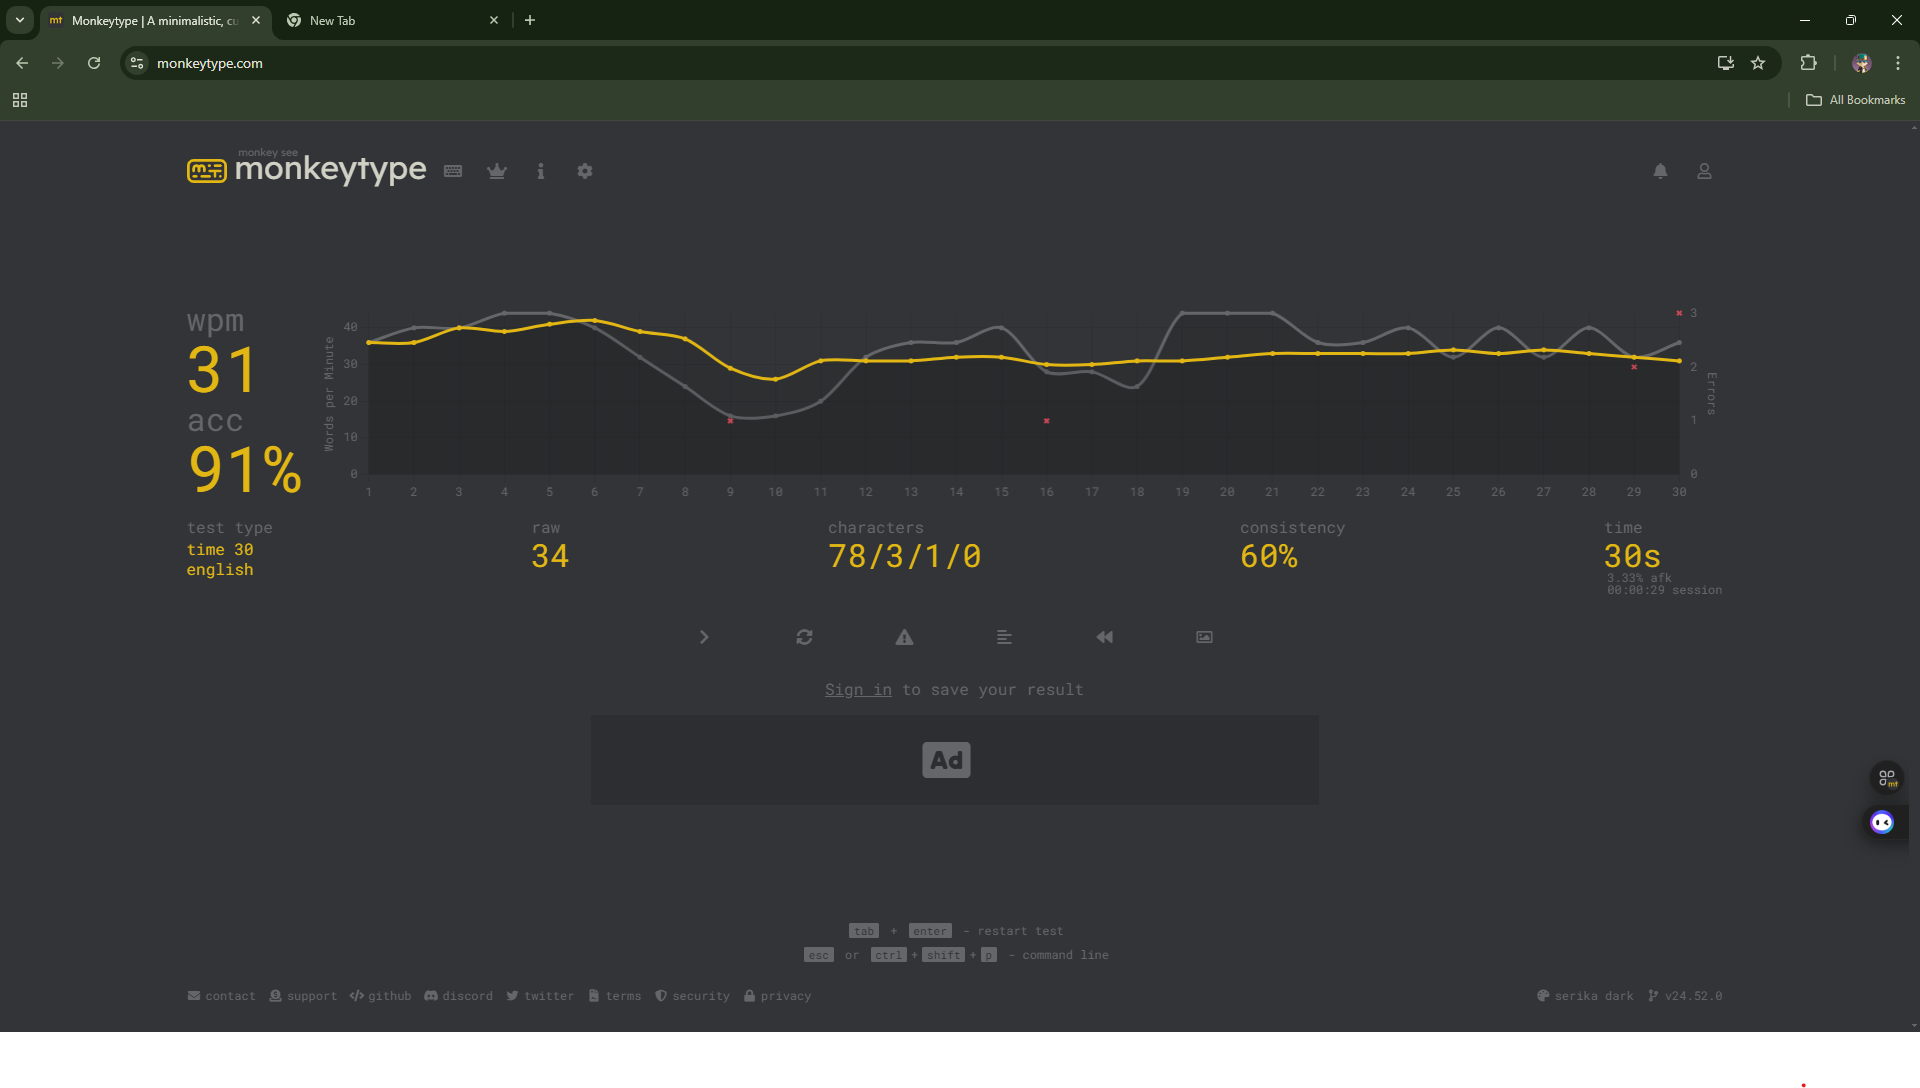 mt Monkeytype | A minimalistic, cu
New Tab
monkeytype.com
All Bookmarks
monkey see
monkeytype
wpm
31
acc
91%
Words per Minute
40
30
20
10
0
3
2
1
0
Errors
1 2 3 4 5 6 7 8 9 10 11 12 13 14 15 16 17 18 19 20 21 22 23 24 25 26 27 28 29 30
test type
time 30
english
raw
34
characters
78/3/1/0
consistency
60%
time
30s
3.33% afk
00:00:29 session
Sign in to save your result
Ad
mt
tab + enter - restart test
esc or ctrl + shift + p - command line
contact support github discord twitter terms security privacy
serika dark v24.52.0